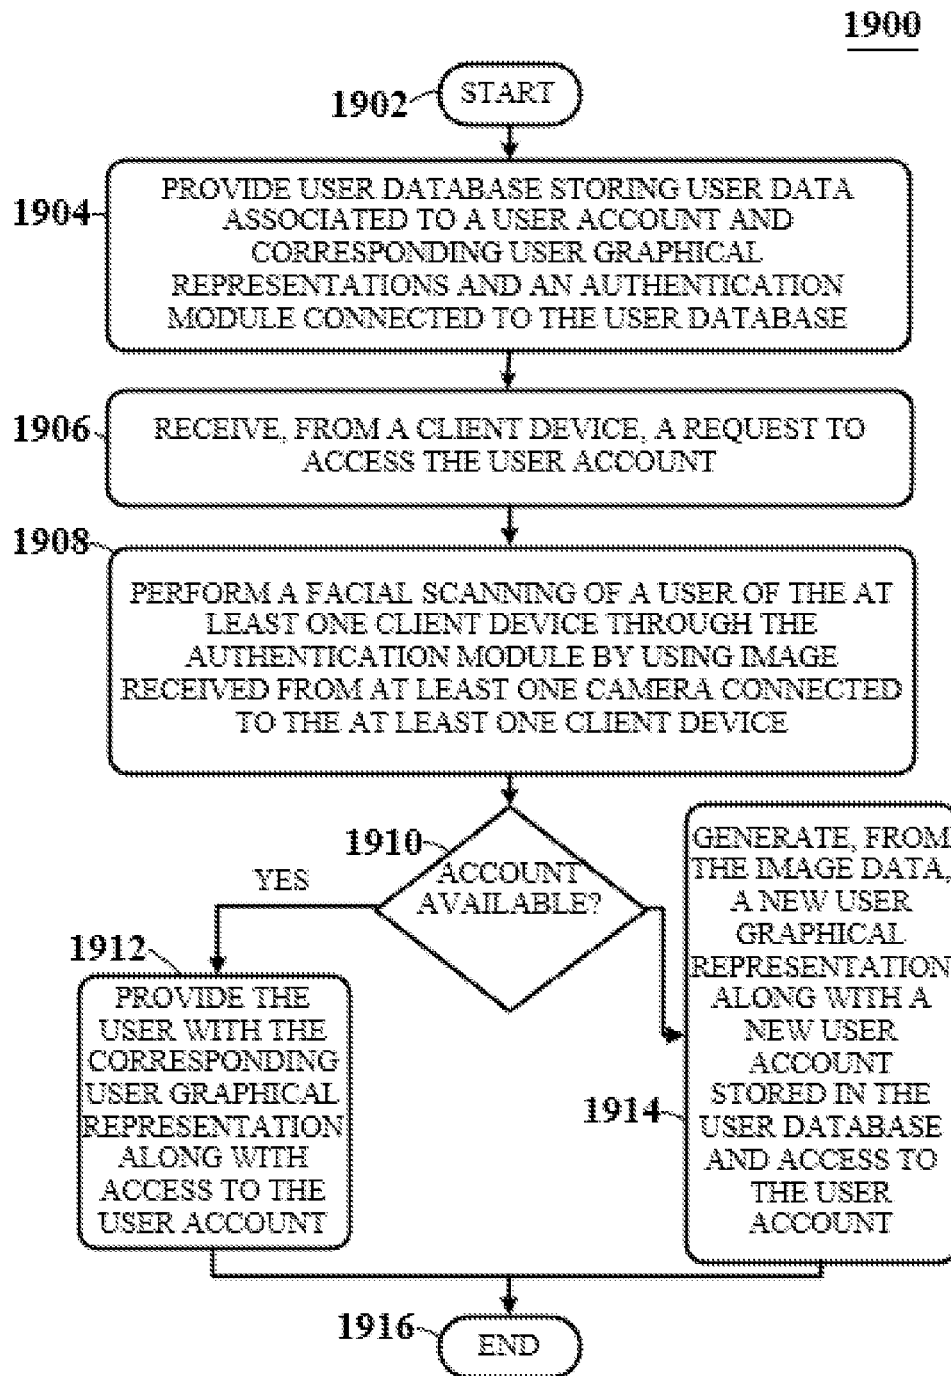 1900
1902
START
1904
PROVIDE USER DATABASE STORING USER DATA
ASSOCIATED TO A USER ACCOUNT AND
CORRESPONDING USER GRAPHICAL
REPRESENTATIONS AND AN AUTHENTICATION
MODULE CONNECTED TO THE USER DATABASE
1906
RECEIVE, FROM A CLIENT DEVICE, A REQUEST TO
ACCESS THE USER ACCOUNT
1908
PERFORM A FACIAL SCANNING OF A USER OF THE AT
LEAST ONE CLIENT DEVICE THROUGH THE
AUTHENTICATION MODULE BY USING IMAGE
RECEIVED FROM AT LEAST ONE CAMERA CONNECTED
TO THE AT LEAST ONE CLIENT DEVICE
1910
ACCOUNT
AVAILABLE?
YES
1912
PROVIDE THE
USER WITH THE
CORRESPONDING
USER GRAPHICAL
REPRESENTATION
ALONG WITH
ACCESS TO THE
USER ACCOUNT
1914
GENERATE, FROM
THE IMAGE DATA,
A NEW USER
GRAPHICAL
REPRESENTATION
ALONG WITH A
NEW USER
ACCOUNT
STORED IN THE
USER DATABASE
AND ACCESS TO
THE USER
ACCOUNT
1916
END